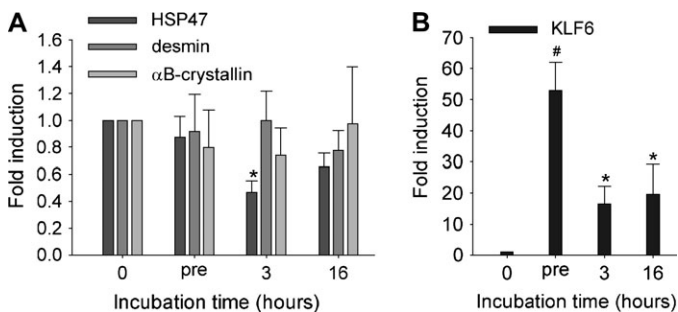 A
HSP47
desmin
αB-crystallin
Fold induction
1.6
1.4
1.2
1.0
0.8
0.6
0.4
0.2
0.0
*
0 pre 3 16
Incubation time (hours)
B
KLF6
Fold induction
70
60
50
40
30
20
10
0
#
* *
0 pre 3 16
Incubation time (hours)